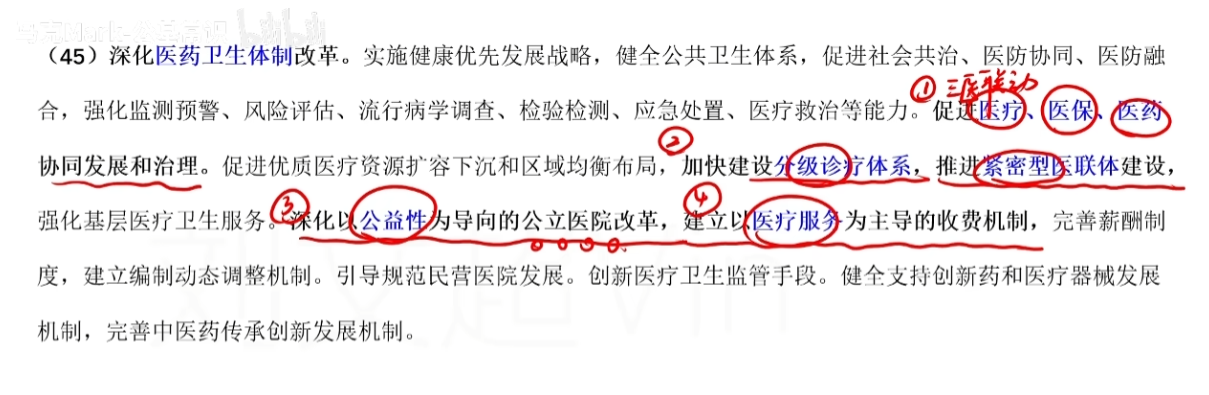 （45）深化医药卫生体制改革。实施健康优先发展战略，健全公共卫生体系，促进社会共治、医防协同、医防融
① 三医联动
合，强化监测预警、风险评估、流行病学调查、检验检测、应急处置、医疗救治等能力。促进医疗、医保、医药
②
协同发展和治理。促进优质医疗资源扩容下沉和区域均衡布局，加快建设分级诊疗体系，推进紧密型医联体建设，
③ ④
强化基层医疗卫生服务。深化以公益性为导向的公立医院改革，建立以医疗服务为主导的收费机制，完善薪酬制
度，建立编制动态调整机制。引导规范民营医院发展。创新医疗卫生监管手段。健全支持创新药和医疗器械发展
机制，完善中医药传承创新发展机制。